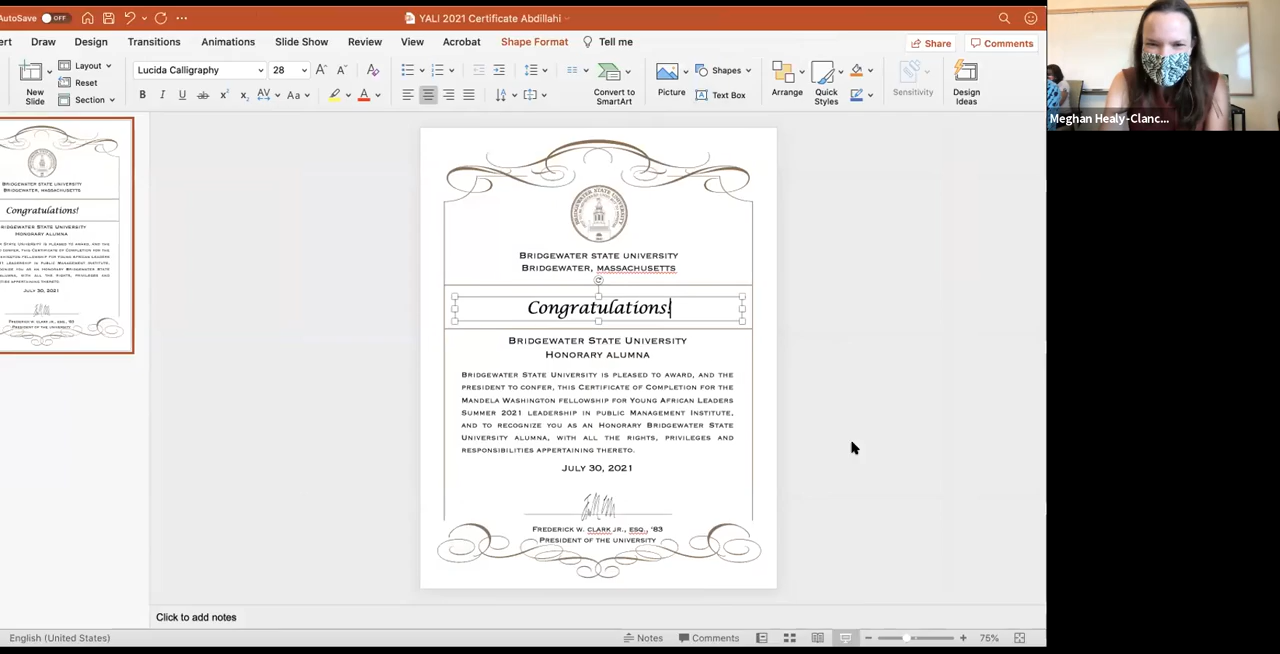 AutoSave OFF
YALI 2021 Certificate Abdillahi
Draw Design Transitions Animations Slide Show Review View Acrobat Shape Format Tell me
Share Comments
New Slide
Layout
Reset
Section
Lucida Calligraphy 28
Convert to SmartArt
Picture
Shapes
Text Box
Arrange
Quick Styles
Sensitivity
Design Ideas
Meghan Healy-Clanc...
BRIDGEWATER STATE UNIVERSITY
BRIDGEWATER, MASSACHUSETTS
Congratulations!
BRIDGEWATER STATE UNIVERSITY
HONORARY ALUMNA
BRIDGEWATER STATE UNIVERSITY IS PLEASED TO AWARD, AND THE
PRESIDENT TO CONFER, THIS CERTIFICATE OF COMPLETION FOR THE
MANDELA WASHINGTON FELLOWSHIP FOR YOUNG AFRICAN LEADERS
SUMMER 2021 LEADERSHIP IN PUBLIC MANAGEMENT INSTITUTE,
AND TO RECOGNIZE YOU AS AN HONORARY BRIDGEWATER STATE
UNIVERSITY ALUMNA, WITH ALL THE RIGHTS, PRIVILEGES AND
RESPONSIBILITIES APPERTAINING THERETO.
JULY 30, 2021
FREDERICK W. CLARK JR., ESQ., '83
PRESIDENT OF THE UNIVERSITY
Click to add notes
English (United States)
Notes Comments 75%